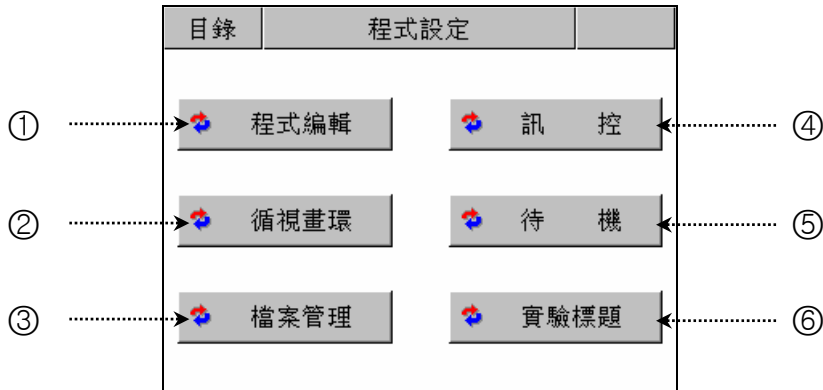 目錄 程式設定
① 程式編輯 訊 控 ④
② 循視畫環 待 機 ⑤
③ 檔案管理 實驗標題 ⑥